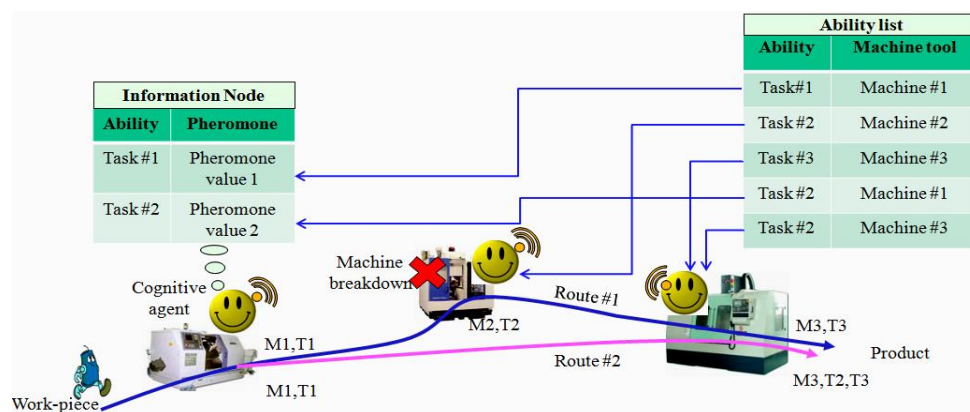 Ability list
Ability Machine tool
Task#1 Machine #1
Task #2 Machine #2
Task #3 Machine #3
Task #2 Machine #1
Task #2 Machine #3
Information Node
Ability Pheromone
Task #1 Pheromone
value 1
Task #2 Pheromone
value 2
Cognitive
agent
Machine
breakdown
M2,T2
Route #1
M1,T1
M1,T1
Route #2
M3,T3
Product
M3,T2,T3
Work-piece